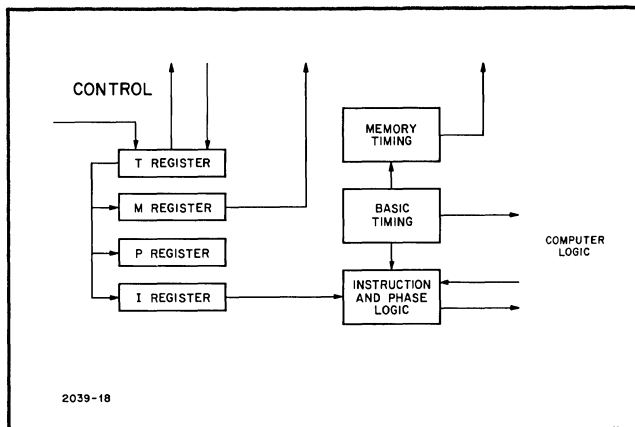 CONTROL
T REGISTER
M REGISTER
P REGISTER
I REGISTER
MEMORY
TIMING
BASIC
TIMING
INSTRUCTION
AND PHASE
LOGIC
COMPUTER
LOGIC
2039-18